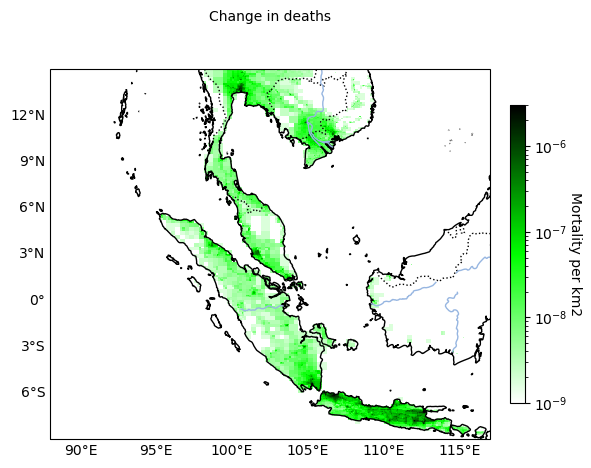 Change in deaths
12°N
9°N
6°N
3°N
0°
3°S
6°S
90°E 95°E 100°E 105°E 110°E 115°E
10⁻⁶
10⁻⁷
10⁻⁸
10⁻⁹
Mortality per km2